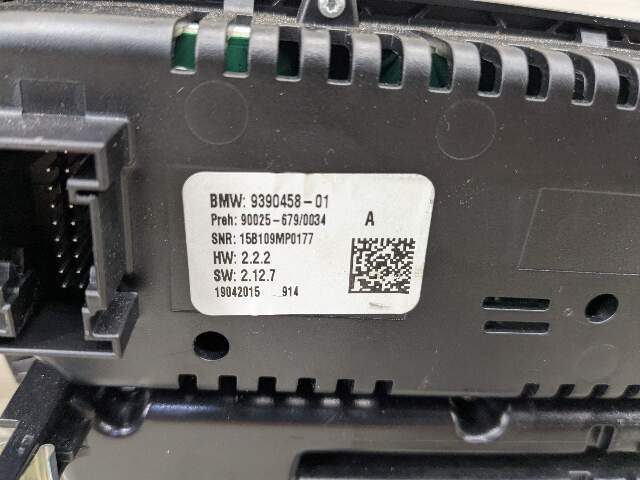 BMW: 9390458-01
Preh: 90025-679/0034 A
SNR: 15B109MP0177
HW: 2.2.2
SW: 2.12.7
19042015 914